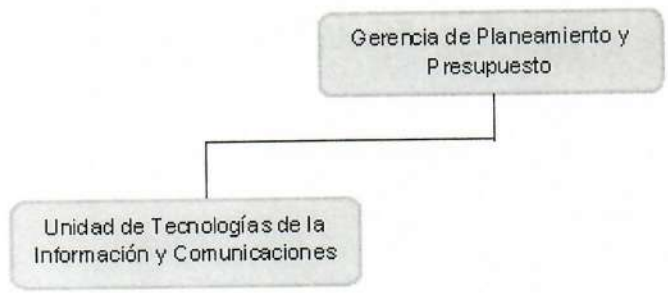 Gerencia de Planeamiento y
Presupuesto
Unidad de Tecnologías de la
Información y Comunicaciones